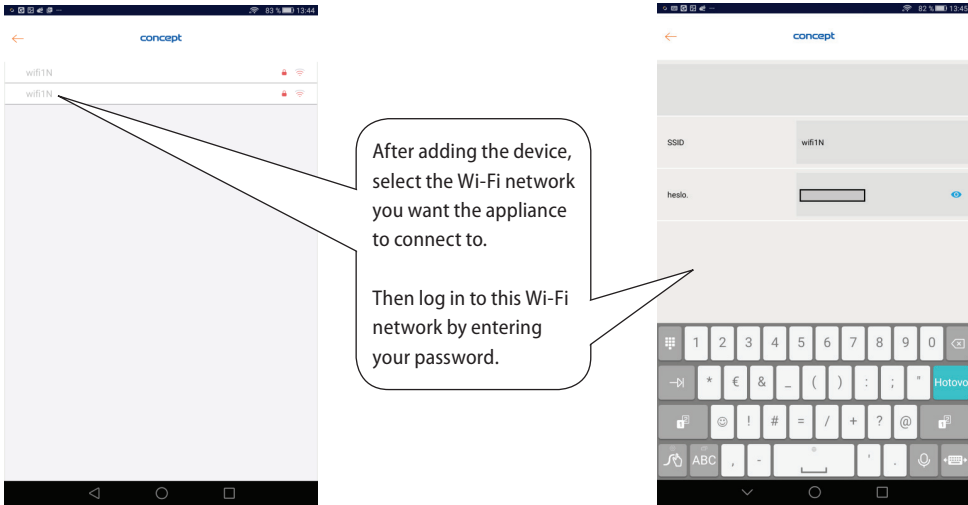 83 % 13:44
concept
wifi1N
wifi1N
After adding the device,
select the Wi-Fi network
you want the appliance
to connect to.
Then log in to this Wi-Fi
network by entering
your password.
82 % 13:45
concept
SSID
wifi1N
heslo.
1 2 3 4 5 6 7 8 9 0
* € & _ ( ) : ; " Hotovo
! # = / + ? @
ABC , - ' .